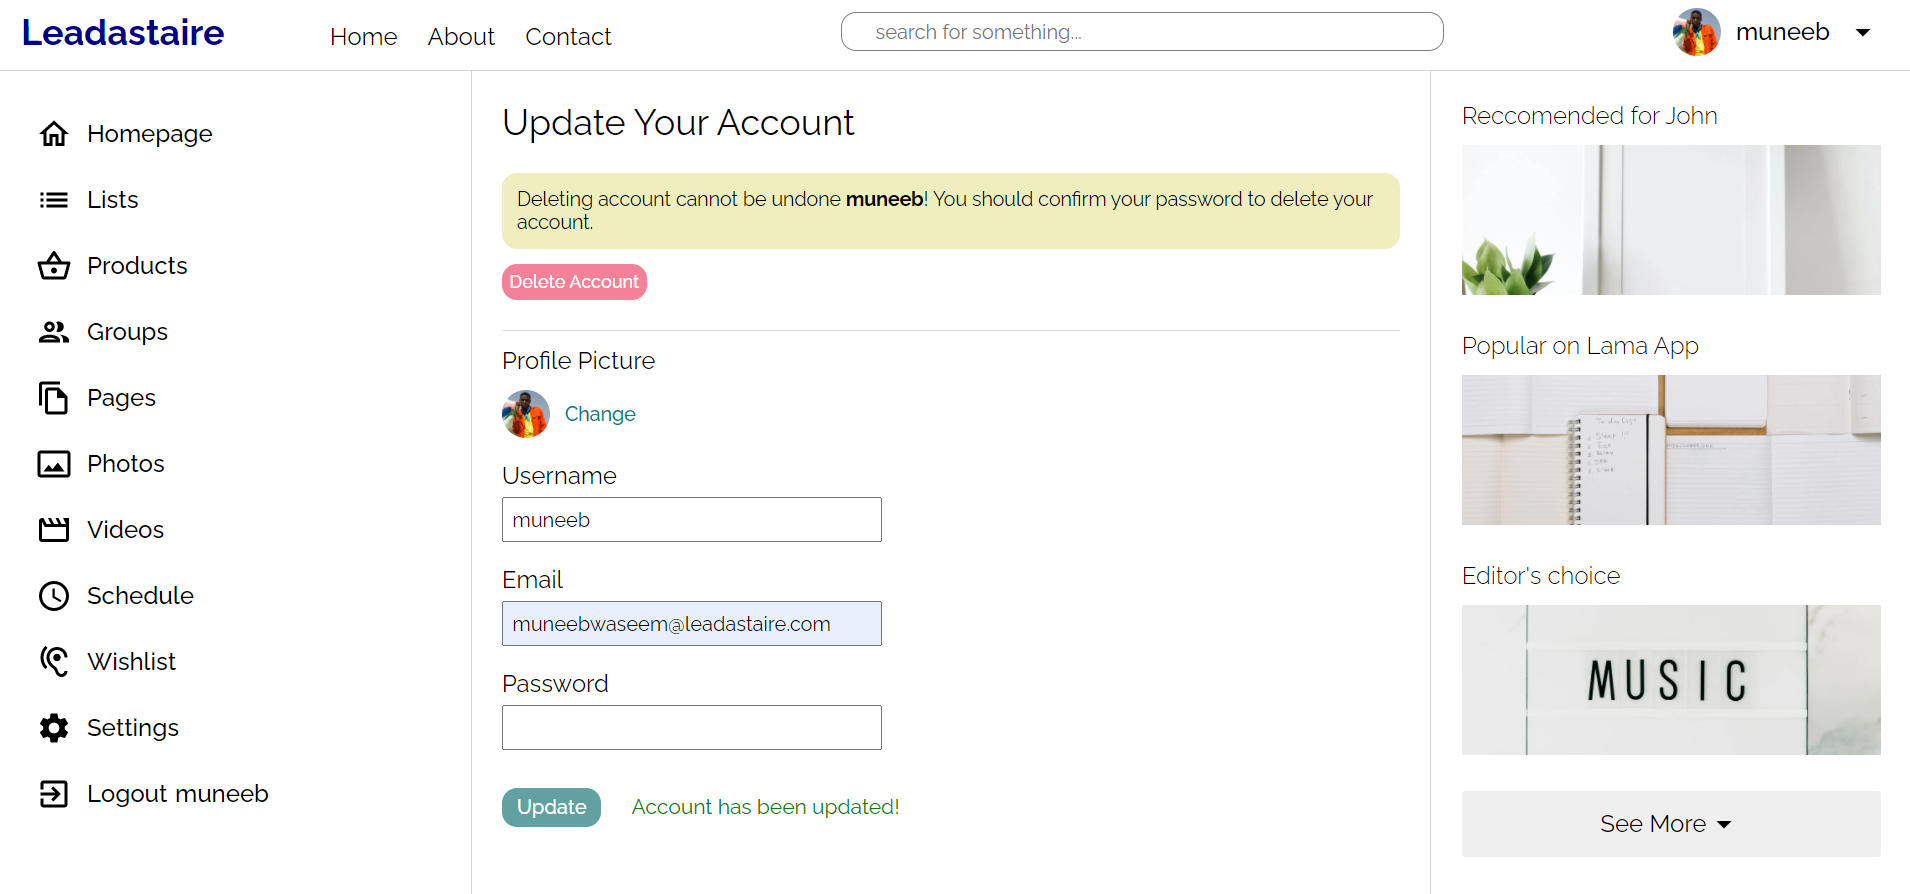 Leadastaire
Home About Contact
search for something...
muneeb
Homepage
Lists
Products
Groups
Pages
Photos
Videos
Schedule
Wishlist
Settings
Logout muneeb
Update Your Account
Deleting account cannot be undone muneeb! You should confirm your password to delete your
account.
Delete Account
Profile Picture
Change
Username
muneeb
Email
muneebwaseem@leadastaire.com
Password
Update
Account has been updated!
Reccomended for John
Popular on Lama App
To do List
Editor's choice
MUSIC
See More